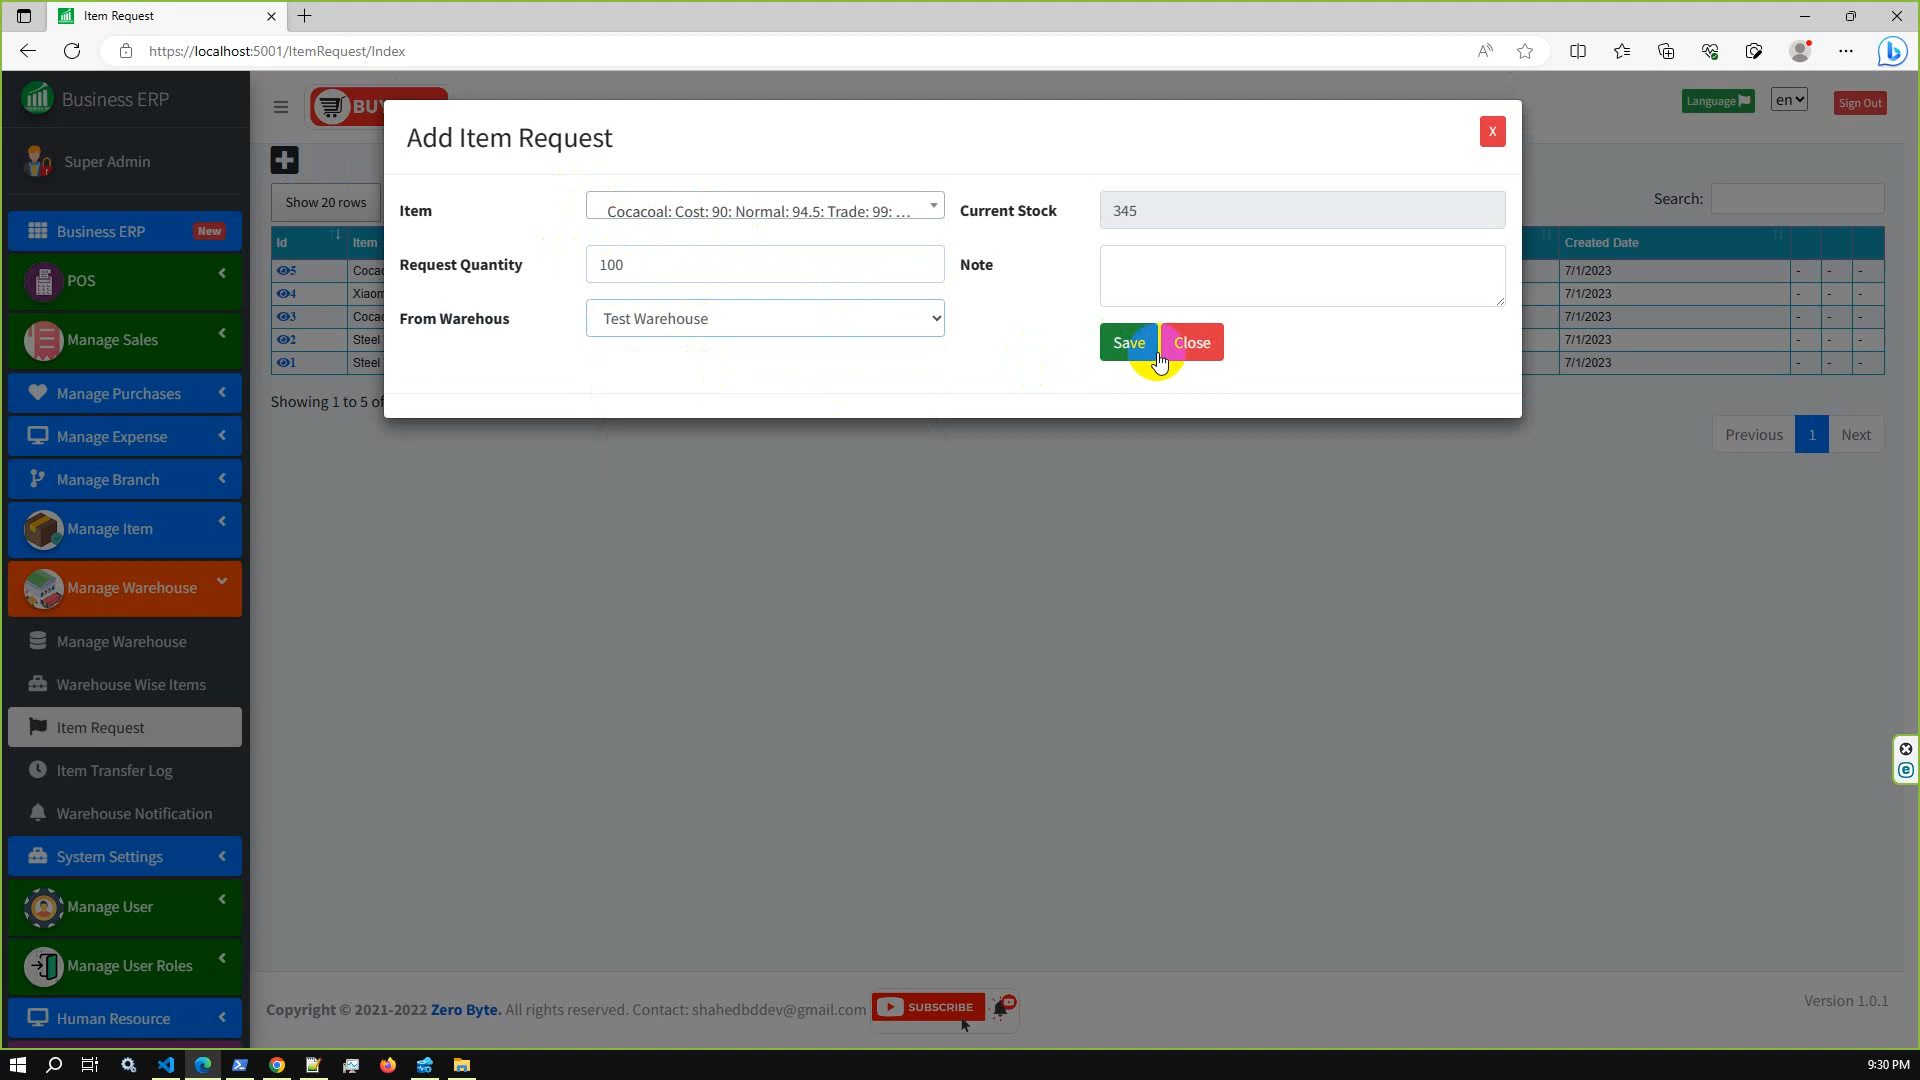 Item Request
https://localhost:5001/ItemRequest/Index
Business ERP
BUY
Language
en
Sign Out
Super Admin
Add Item Request
X
Item
Cocacoal: Cost: 90: Normal: 94.5: Trade: 99: ...
Current Stock
345
Request Quantity
100
Note
From Warehous
Test Warehouse
Save
Close
Show 20 rows
Search:
Id
Item
Created Date
5
7/1/2023
-
-
-
4
Xiaom
7/1/2023
-
-
-
3
7/1/2023
-
-
-
2
Steel
7/1/2023
-
-
-
1
Steel
7/1/2023
-
-
-
Showing 1 to 5 of
Previous
1
Next
Business ERP
New
POS
Manage Sales
Manage Purchases
Manage Expense
Manage Branch
Manage Item
Manage Warehouse
Manage Warehouse
Warehouse Wise Items
Item Request
Item Transfer Log
Warehouse Notification
System Settings
Manage User
Manage User Roles
Human Resource
Copyright © 2021-2022 Zero Byte. All rights reserved. Contact: shahedbddev@gmail.com
SUBSCRIBE
Version 1.0.1
9:30 PM